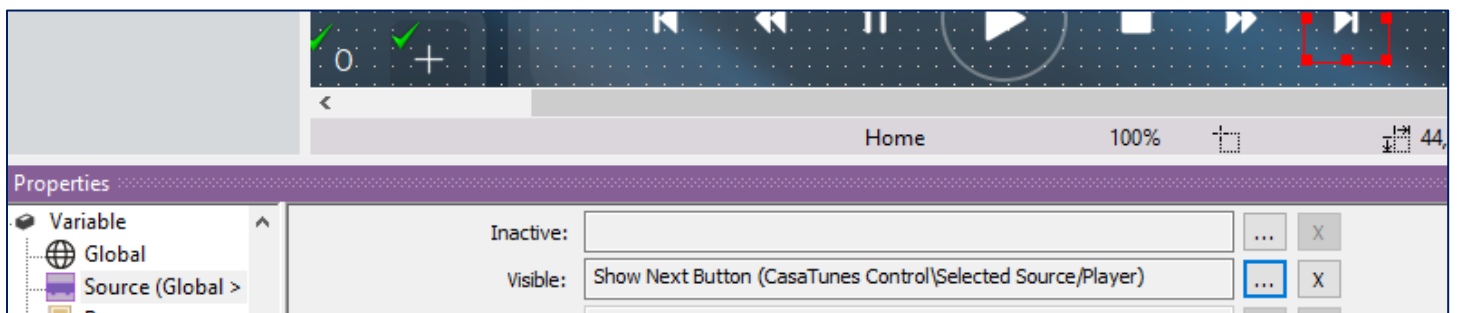 0 +
<
Home 100% 44,
Properties
Variable
Global
Source (Global >
Inactive: ... X
Visible: Show Next Button (CasaTunes Control\Selected Source/Player) ... X